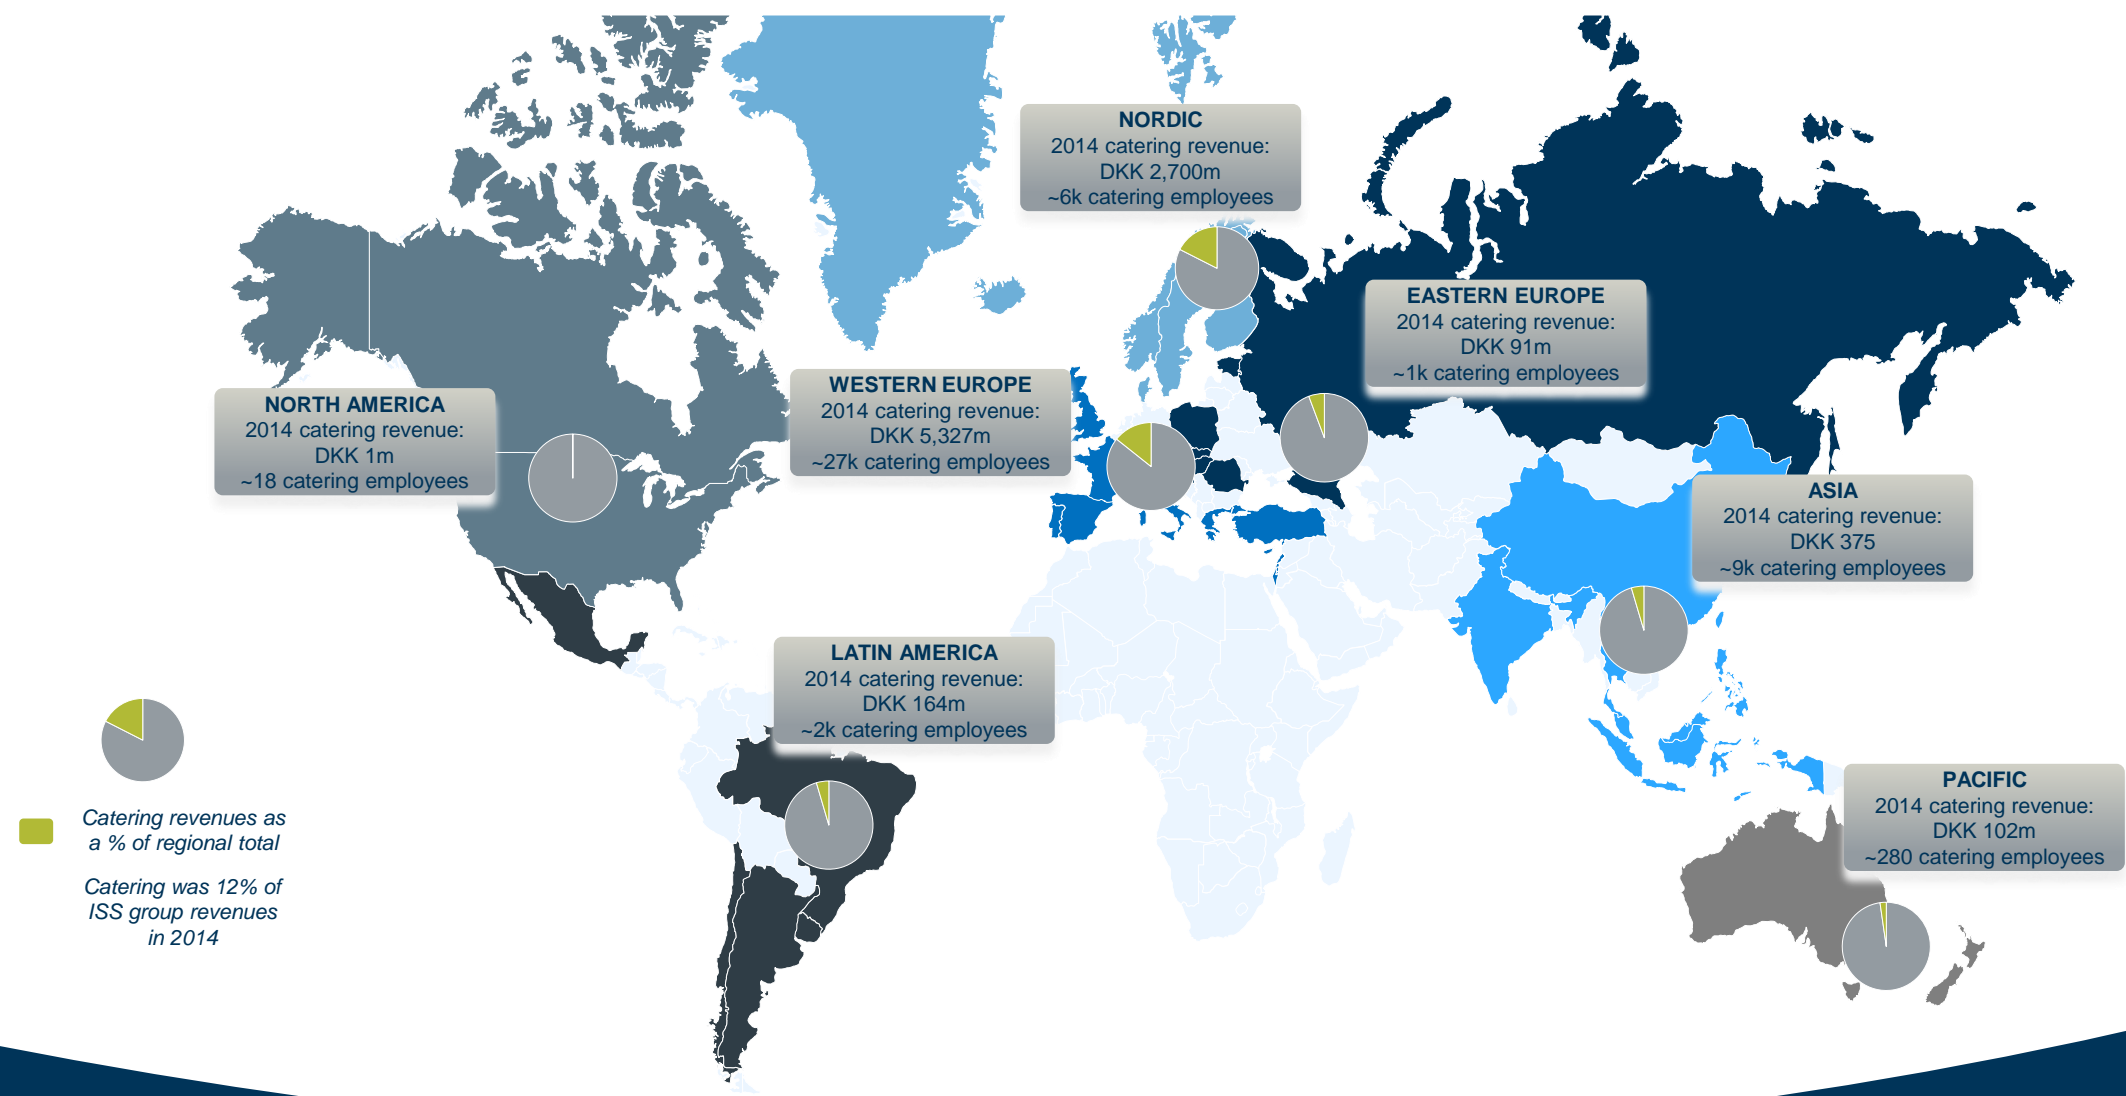 NORDIC
2014 catering revenue:
DKK 2,700m
~6k catering employees
EASTERN EUROPE
2014 catering revenue:
DKK 91m
~1k catering employees
WESTERN EUROPE
2014 catering revenue:
DKK 5,327m
~27k catering employees
NORTH AMERICA
2014 catering revenue:
DKK 1m
~18 catering employees
ASIA
2014 catering revenue:
DKK 375
~9k catering employees
LATIN AMERICA
2014 catering revenue:
DKK 164m
~2k catering employees
PACIFIC
2014 catering revenue:
DKK 102m
~280 catering employees
Catering revenues as
a % of regional total
Catering was 12% of
ISS group revenues
in 2014